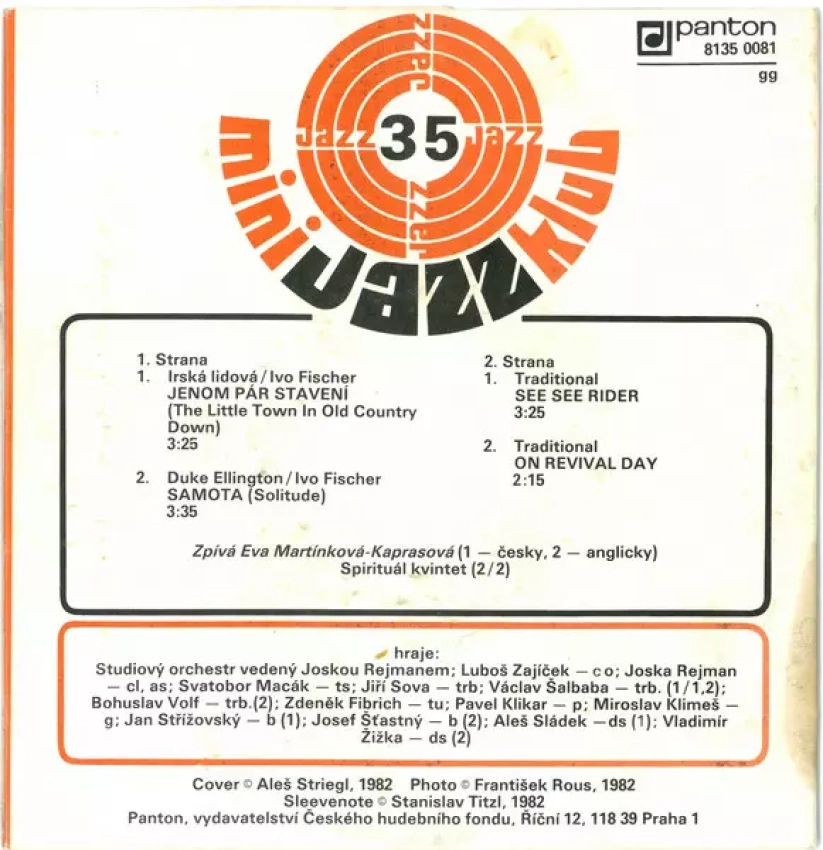 panton
8135 0081
gg
jazz
jazz 35 jazz
jazz
mini jazz klub
1. Strana
1. Irská lidová / Ivo Fischer
JENOM PÁR STAVENÍ
(The Little Town In Old Country
Down)
3:25
2. Duke Ellington / Ivo Fischer
SAMOTA (Solitude)
3:35
2. Strana
1. Traditional
SEE SEE RIDER
3:25
2. Traditional
ON REVIVAL DAY
2:15
Zpívá Eva Martínková-Kaprasová (1 — česky, 2 — anglicky)
Spirituál kvintet (2/2)
hraje:
Studiový orchestr vedený Joskou Rejmanem; Luboš Zajíček — c o; Joska Rejman
— cl, as; Svatobor Macák — ts; Jiří Sova — trb; Václav Šalbaba — trb. (1/1,2);
Bohuslav Volf — trb.(2); Zdeněk Fibrich — tu; Pavel Klikar — p; Miroslav Klimeš —
g; Jan Střížovský — b (1); Josef Šťastný — b (2); Aleš Sládek —ds (1); Vladimír
Žižka — ds (2)
Cover © Aleš Striegl, 1982 Photo © František Rous, 1982
Sleevenote © Stanislav Titzl, 1982
Panton, vydavatelství Českého hudebního fondu, Říční 12, 118 39 Praha 1